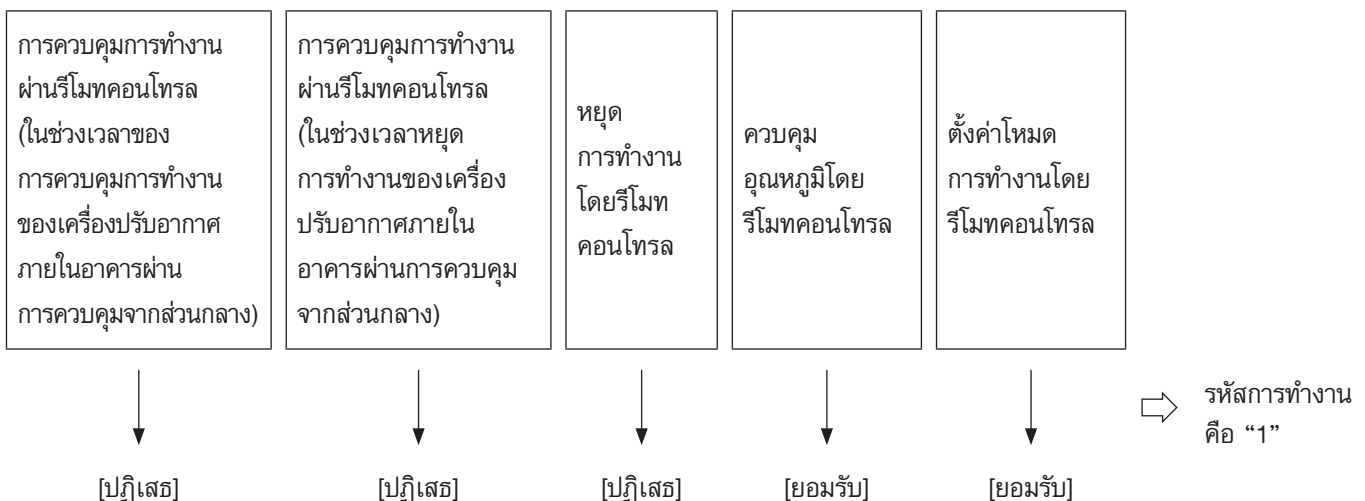 การควบคุมการทำงาน
ผ่านรีโมทคอนโทรล
(ในช่วงเวลาของ
การควบคุมการทำงาน
ของเครื่องปรับอากาศ
ภายในอาคารผ่าน
การควบคุมจากส่วนกลาง)
การควบคุมการทำงาน
ผ่านรีโมทคอนโทรล
(ในช่วงเวลาหยุด
การทำงานของเครื่อง
ปรับอากาศภายใน
อาคารผ่านการควบคุม
จากส่วนกลาง)
หยุด
การทำงาน
โดยรีโมท
คอนโทรล
ควบคุม
อุณหภูมิโดย
รีโมทคอนโทรล
ตั้งค่าโหมด
การทำงานโดย
รีโมทคอนโทรล
รหัสการทำงาน
คือ “1”
[ปฏิเสธ]
[ปฏิเสธ]
[ปฏิเสธ]
[ยอมรับ]
[ยอมรับ]